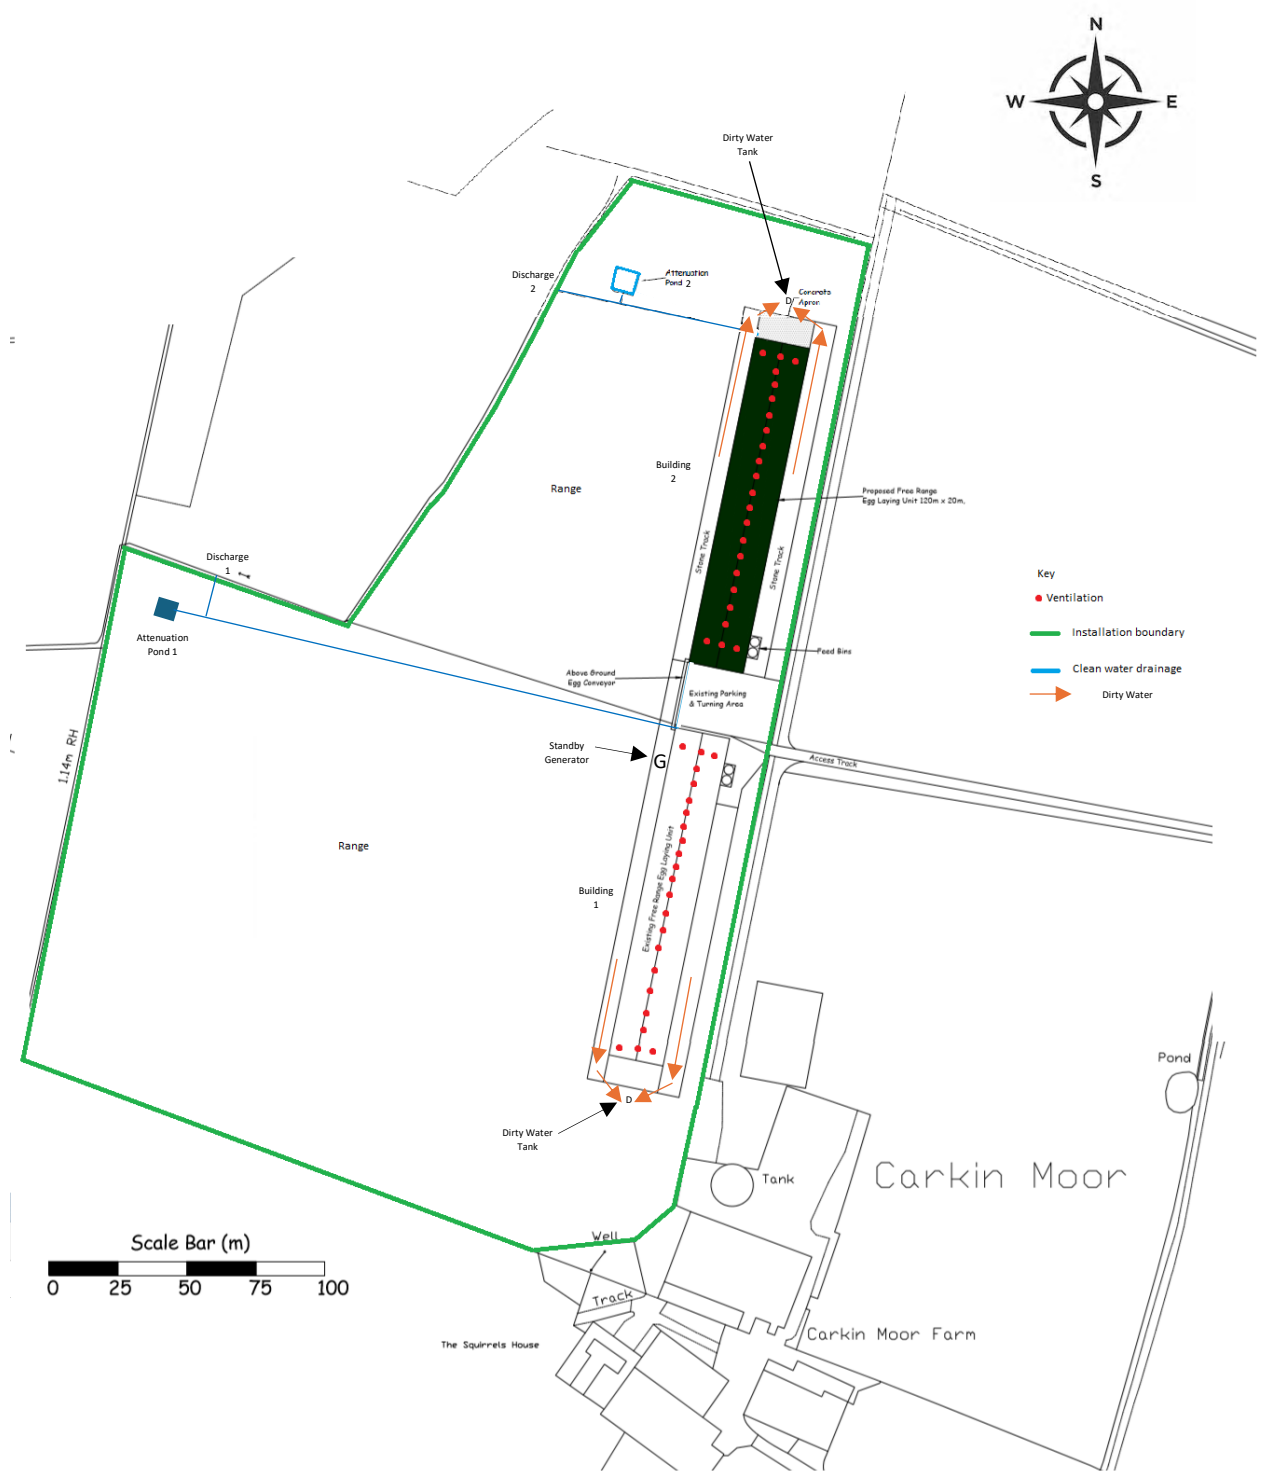 N
W
E
S
Dirty Water
Tank
Discharge
2
Attenuation
Pond 2
D
Concrete
Apron
Building
2
Range
Proposed Free Range
Egg Laying Unit 120m x 20m.
Stone Track
Stone Track
Discharge
1
Key
Ventilation
Attenuation
Pond 1
Installation boundary
Feed Bins
Clean water drainage
Above Ground
Egg Conveyor
Existing Parking
& Turning Area
Dirty Water
1.14m RH
Standby
Generator
G
Access Track
Range
Existing Free Range Egg Laying Unit
Building
1
Pond
D
Dirty Water
Tank
Tank
Carkin Moor
Well
Scale Bar (m)
0 25 50 75 100
Track
The Squirrels House
Carkin Moor Farm